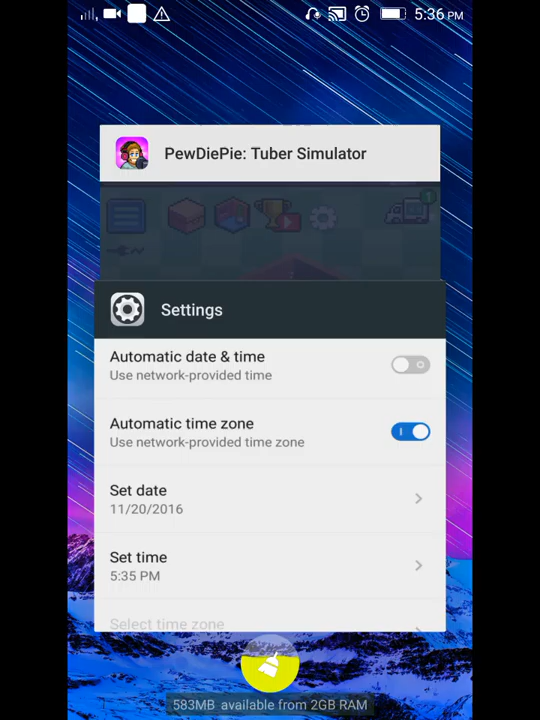 5:36 PM
PewDiePie: Tuber Simulator
1
Settings
Automatic date & time
Use network-provided time
Automatic time zone
Use network-provided time zone
Set date
11/20/2016
Set time
5:35 PM
Select time zone
583MB available from 2GB RAM